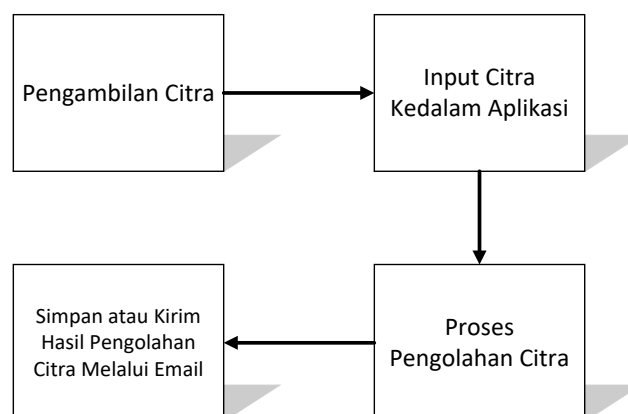 Pengambilan Citra
Input Citra
Kedalam Aplikasi
Proses
Pengolahan Citra
Simpan atau Kirim
Hasil Pengolahan
Citra Melalui Email